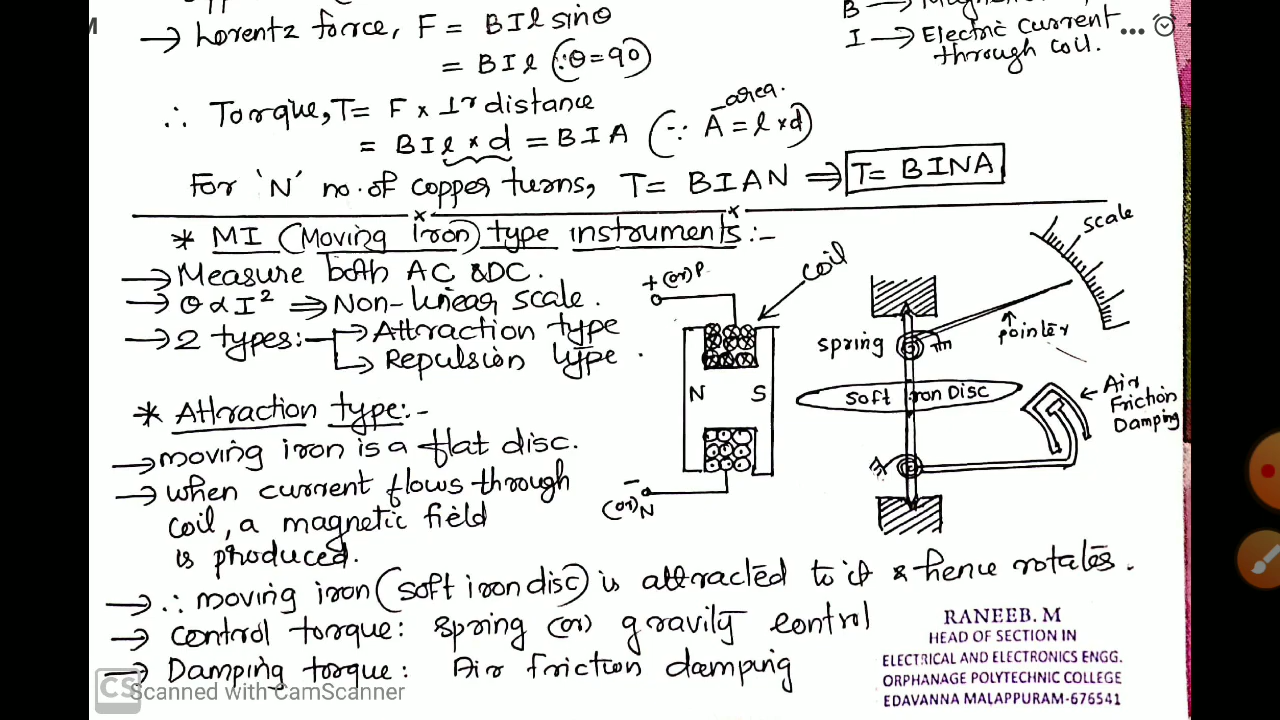 → Lorentz force, F = BIl sinθ
= BIl (∵θ=90)
B →
I → Electric current through coil.
∴ Torque, T = F × ⊥r distance
= BIl × d = BIA (∵ A = l × d)
area.
For 'N' no. of copper turns, T = BIAN ⇒ T = BINA
* MI (Moving Iron) type instruments:-
→ Measure both AC & DC.
→ θ ∝ I² ⇒ Non-linear scale.
→ 2 types:- → Attraction type
→ Repulsion type.
* Attraction type:-
→ moving iron is a flat disc.
→ when current flows through
coil, a magnetic field
is produced.
→ ∴ moving iron (soft iron disc) is attracted to it & hence rotates.
→ control torque: spring (or) gravity control
→ Damping torque: Air friction damping
+ (or) P
coil
N S
- (or) N
scale
spring
pointer
Soft iron Disc
Air
Friction
Damping
RANEEB. M
HEAD OF SECTION IN
ELECTRICAL AND ELECTRONICS ENGG.
ORPHANAGE POLYTECHNIC COLLEGE
EDAVANNA MALAPPURAM-676541
CS Scanned with CamScanner